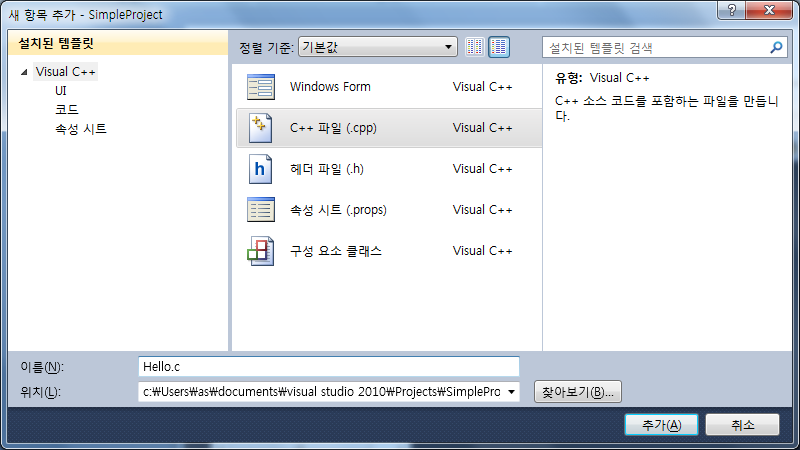 새 항목 추가 - SimpleProject
설치된 템플릿
정렬 기준: 기본값
설치된 템플릿 검색
Visual C++
UI
코드
속성 시트
Windows Form Visual C++
C++ 파일 (.cpp) Visual C++
헤더 파일 (.h) Visual C++
속성 시트 (.props) Visual C++
구성 요소 클래스 Visual C++
유형: Visual C++
C++ 소스 코드를 포함하는 파일을 만듭니
다.
이름(N): Hello.c
위치(L): c:₩Users₩as₩documents₩visual studio 2010₩Projects₩SimplePro
찾아보기(B)...
추가(A) 취소